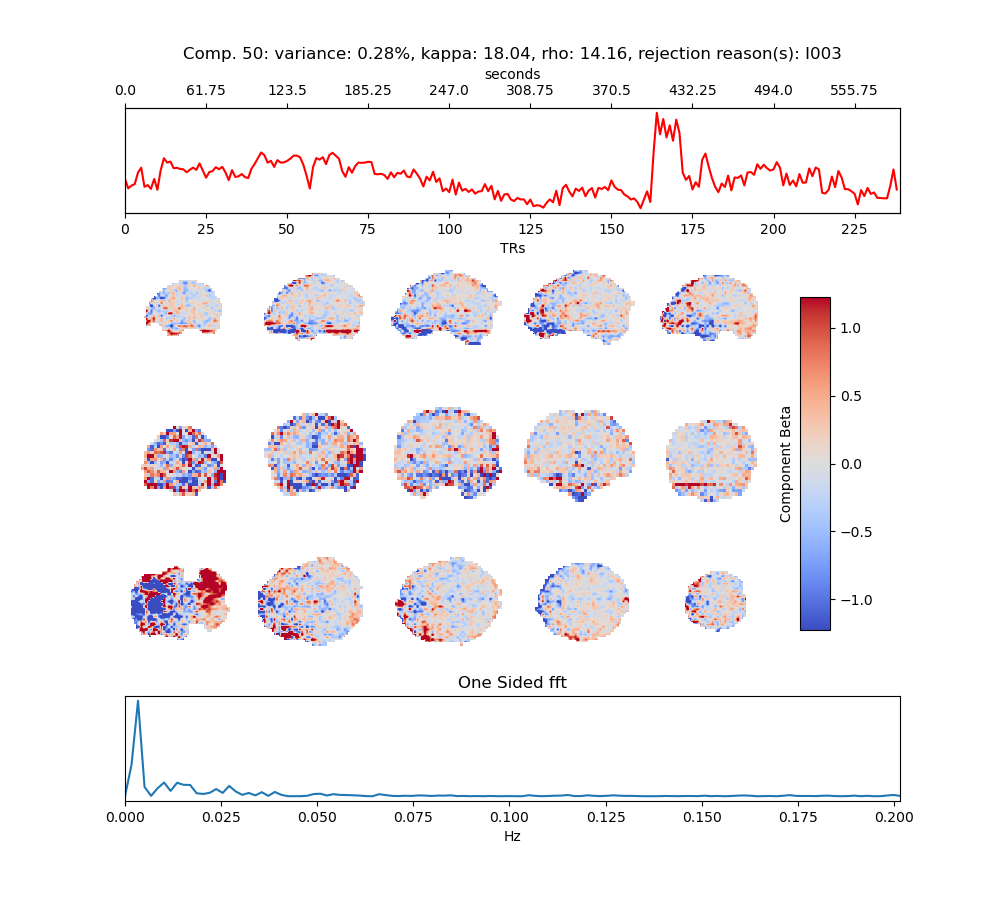 Comp. 50: variance: 0.28%, kappa: 18.04, rho: 14.16, rejection reason(s): I003
seconds
0.0 61.75 123.5 185.25 247.0 308.75 370.5 432.25 494.0 555.75
0 25 50 75 100 125 150 175 200 225
TRs
1.0
0.5
0.0
−0.5
−1.0
Component Beta
One Sided fft
0.000 0.025 0.050 0.075 0.100 0.125 0.150 0.175 0.200
Hz